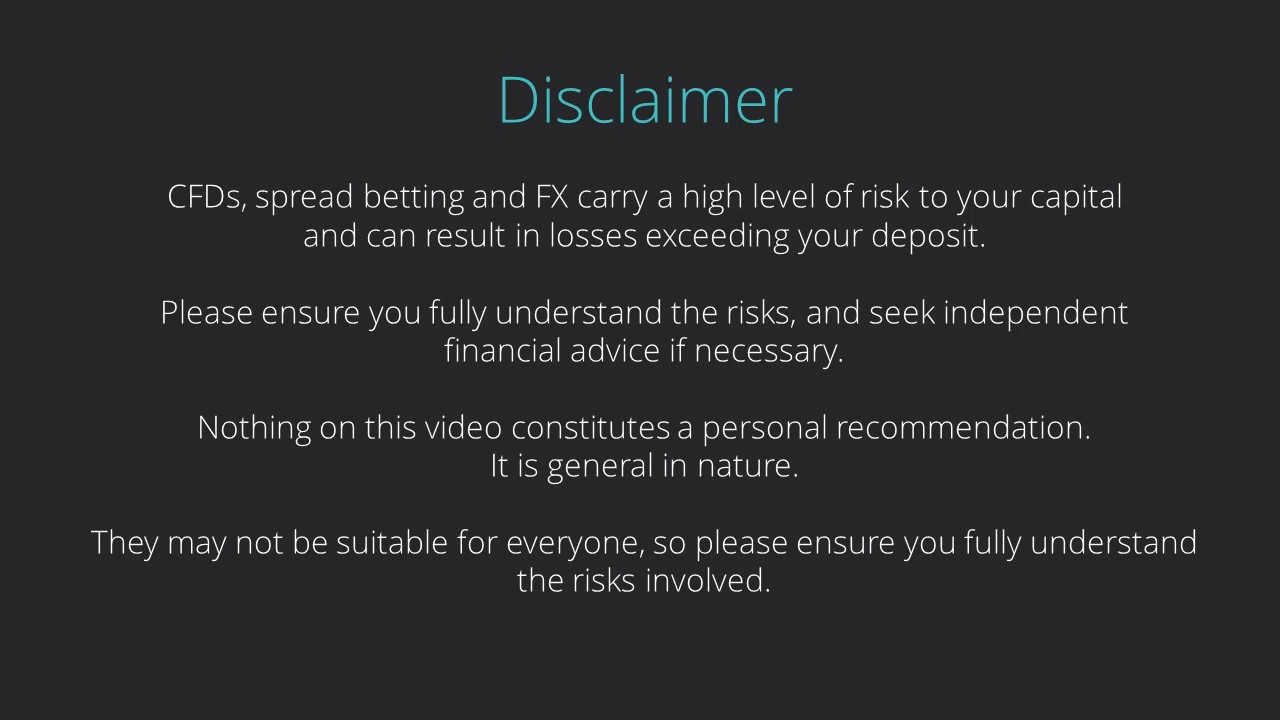 Disclaimer
CFDs, spread betting and FX carry a high level of risk to your capital
and can result in losses exceeding your deposit.
Please ensure you fully understand the risks, and seek independent
financial advice if necessary.
Nothing on this video constitutes a personal recommendation.
It is general in nature.
They may not be suitable for everyone, so please ensure you fully understand
the risks involved.